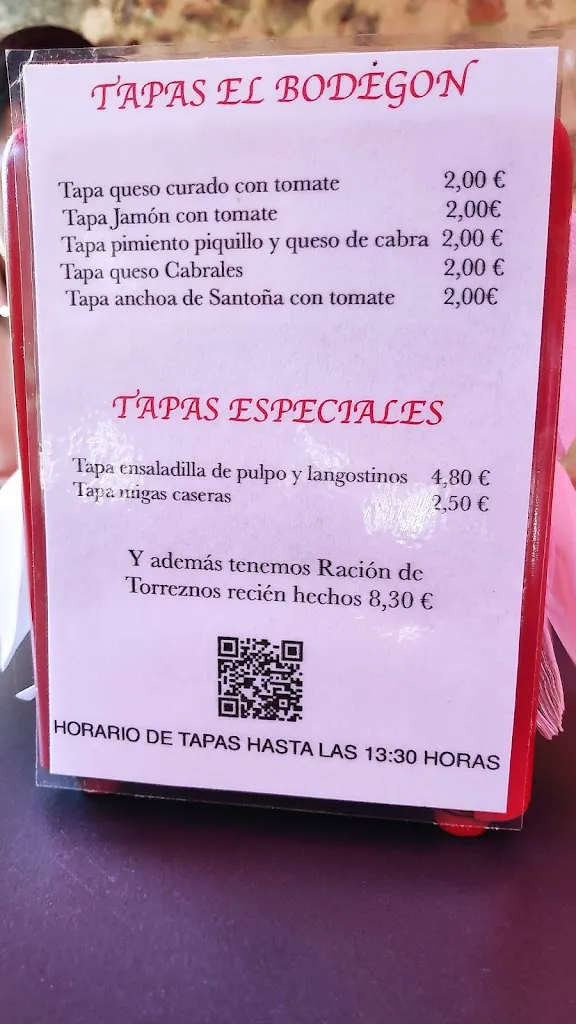 TAPAS EL BODEGON
Tapa queso curado con tomate 2,00 €
Tapa Jamón con tomate 2,00€
Tapa pimiento piquillo y queso de cabra 2,00 €
Tapa queso Cabrales 2,00 €
Tapa anchoa de Santoña con tomate 2,00€
TAPAS ESPECIALES
Tapa ensaladilla de pulpo y langostinos 4,80 €
Tapa migas caseras 2,50 €
Y además tenemos Ración de
Torreznos recién hechos 8,30 €
HORARIO DE TAPAS HASTA LAS 13:30 HORAS